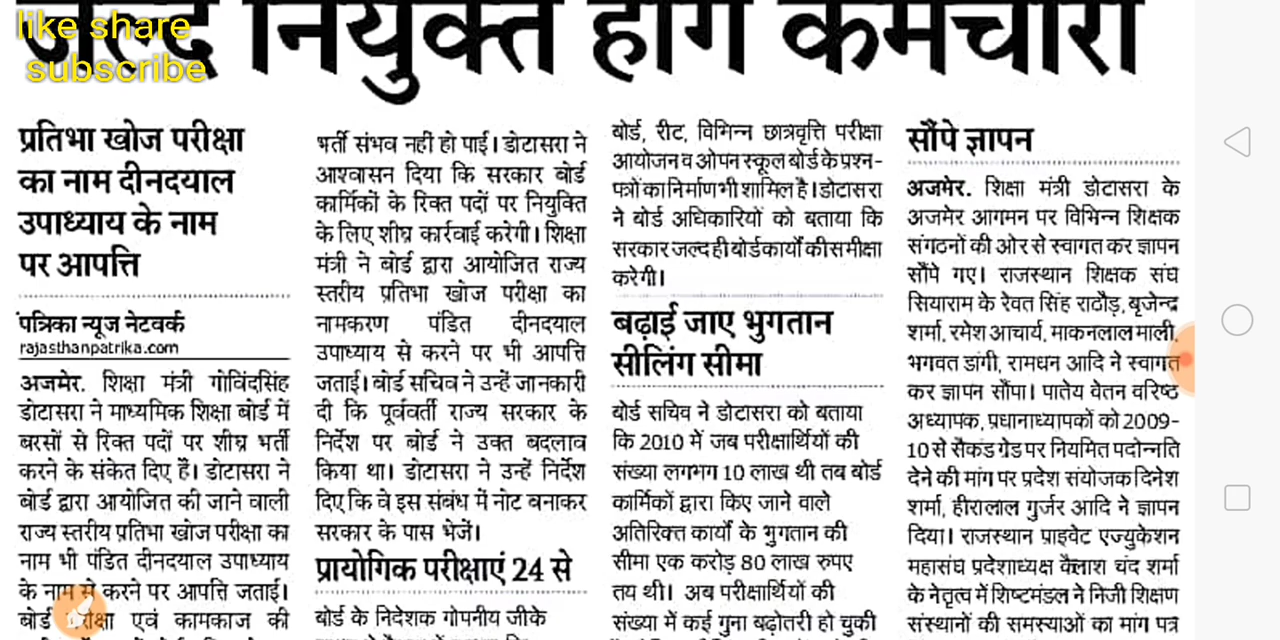 like share
subscribe
जल्द नियुक्त होंगे कर्मचारी
प्रतिभा खोज परीक्षा
का नाम दीनदयाल
उपाध्याय के नाम
पर आपत्ति
पत्रिका न्यूज नेटवर्क
rajasthanpatrika.com
अजमेर. शिक्षा मंत्री गोविंदसिंह
डोटासरा ने माध्यमिक शिक्षा बोर्ड में
बरसों से रिक्त पदों पर शीघ्र भर्ती
करने के संकेत दिए हैं। डोटासरा ने
बोर्ड द्वारा आयोजित की जाने वाली
राज्य स्तरीय प्रतिभा खोज परीक्षा का
नाम भी पंडित दीनदयाल उपाध्याय
के नाम से करने पर आपत्ति जताई।
बोर्ड परीक्षा एवं कामकाज की
भर्ती संभव नहीं हो पाई। डोटासरा ने
आश्वासन दिया कि सरकार बोर्ड
कार्मिकों के रिक्त पदों पर नियुक्ति
के लिए शीघ्र कार्रवाई करेगी। शिक्षा
मंत्री ने बोर्ड द्वारा आयोजित राज्य
स्तरीय प्रतिभा खोज परीक्षा का
नामकरण पंडित दीनदयाल
उपाध्याय से करने पर भी आपत्ति
जताई। बोर्ड सचिव ने उन्हें जानकारी
दी कि पूर्ववर्ती राज्य सरकार के
निर्देश पर बोर्ड ने उक्त बदलाव
किया था। डोटासरा ने उन्हें निर्देश
दिए कि वे इस संबंध में नोट बनाकर
सरकार के पास भेजें।
प्रायोगिक परीक्षाएं 24 से
बोर्ड के निदेशक गोपनीय जीके
बोर्ड, रीट, विभिन्न छात्रवृत्ति परीक्षा
आयोजन व ओपन स्कूल बोर्ड के प्रश्न-
पत्रों का निर्माण भी शामिल है। डोटासरा
ने बोर्ड अधिकारियों को बताया कि
सरकार जल्द ही बोर्ड कार्यों की समीक्षा
करेगी।
बढ़ाई जाए भुगतान
सीलिंग सीमा
बोर्ड सचिव ने डोटासरा को बताया
कि 2010 में जब परीक्षार्थियों की
संख्या लगभग 10 लाख थी तब बोर्ड
कार्मिकों द्वारा किए जाने वाले
अतिरिक्त कार्यों के भुगतान की
सीमा एक करोड़ 80 लाख रुपए
तय थी। अब परीक्षार्थियों की
संख्या में कई गुना बढ़ोतरी हो चुकी
सौंपे ज्ञापन
अजमेर. शिक्षा मंत्री डोटासरा के
अजमेर आगमन पर विभिन्न शिक्षक
संगठनों की ओर से स्वागत कर ज्ञापन
सौंपे गए। राजस्थान शिक्षक संघ
सियाराम के रेवत सिंह राठौड़, बृजेन्द्र
शर्मा, रमेश आचार्य, माकनलाल माली,
भगवत डांगी, रामधन आदि ने स्वागत
कर ज्ञापन सौंपा। पातेय वेतन वरिष्ठ
अध्यापक, प्रधानाध्यापकों को 2009-
10 से सैकंड ग्रेड पर नियमित पदोन्नति
देने की मांग पर प्रदेश संयोजक दिनेश
शर्मा, हीरालाल गुर्जर आदि ने ज्ञापन
दिया। राजस्थान प्राइवेट एज्युकेशन
महासंघ प्रदेशाध्यक्ष कैलाश चंद शर्मा
के नेतृत्व में शिष्टमंडल ने निजी शिक्षण
संस्थानों की समस्याओं का मांग पत्र